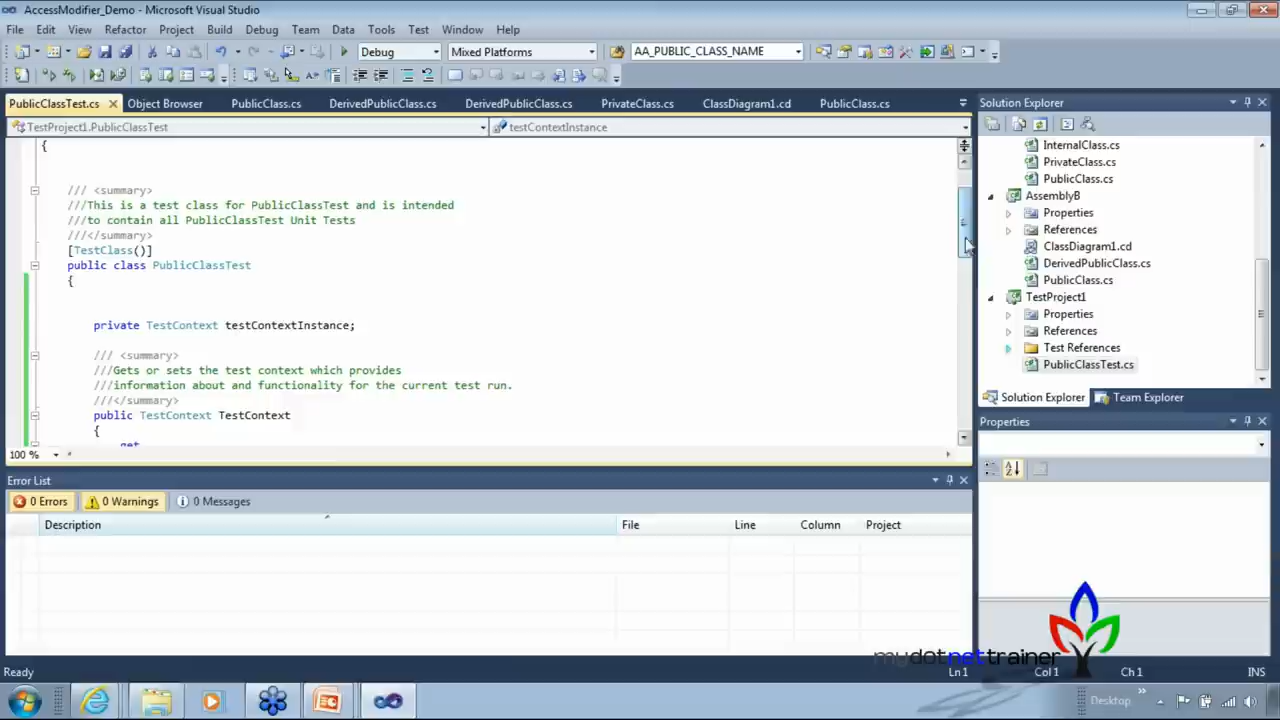 AccessModifier_Demo - Microsoft Visual Studio
File Edit View Refactor Project Build Debug Team Data Tools Test Window Help
Debug Mixed Platforms AA_PUBLIC_CLASS_NAME
PublicClassTest.cs Object Browser PublicClass.cs DerivedPublicClass.cs DerivedPublicClass.cs PrivateClass.cs ClassDiagram1.cd PublicClass.cs
TestProject1.PublicClassTest testContextInstance
{
/// <summary>
///This is a test class for PublicClassTest and is intended
///to contain all PublicClassTest Unit Tests
///</summary>
[TestClass()]
public class PublicClassTest
{
private TestContext testContextInstance;
/// <summary>
///Gets or sets the test context which provides
///information about and functionality for the current test run.
///</summary>
public TestContext TestContext
{
get
100 %
Solution Explorer
InternalClass.cs
PrivateClass.cs
PublicClass.cs
AssemblyB
Properties
References
ClassDiagram1.cd
DerivedPublicClass.cs
PublicClass.cs
TestProject1
Properties
References
Test References
PublicClassTest.cs
Solution Explorer Team Explorer
Properties
Error List
0 Errors 0 Warnings 0 Messages
Description File Line Column Project
mydotnettrainer
Ready Ln 1 Col 1 Ch 1 INS
Desktop